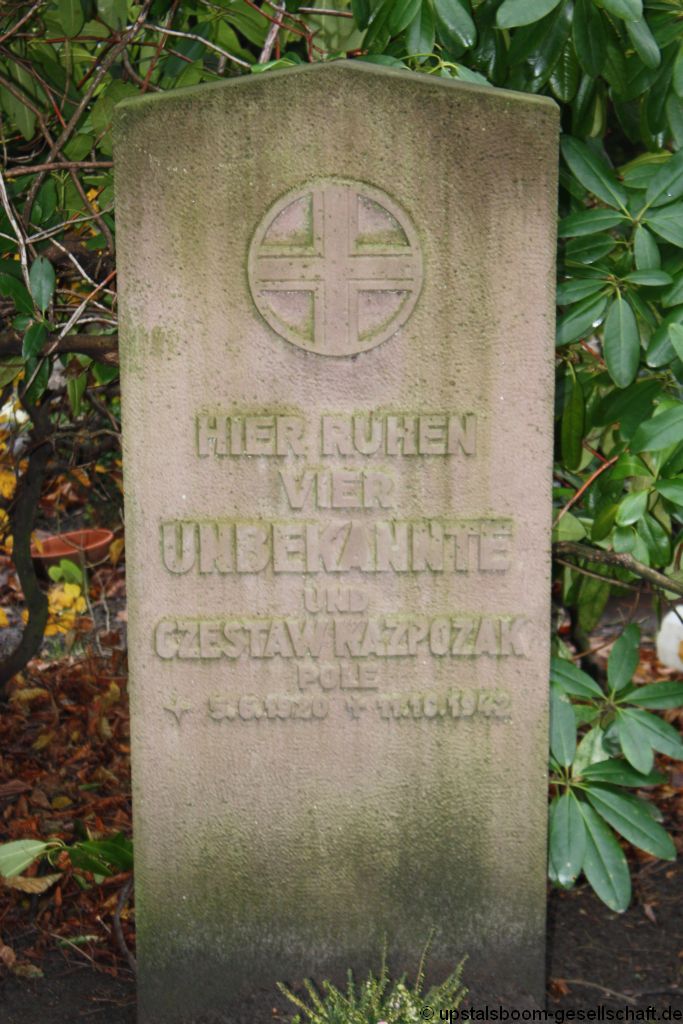 HIER RUHEN
VIER
UNBEKANNTE
UND
CZESTAW KAZPOZAK
POLE
5.6.1920 11.10.1942
© upstalsboom-gesellschaft.de